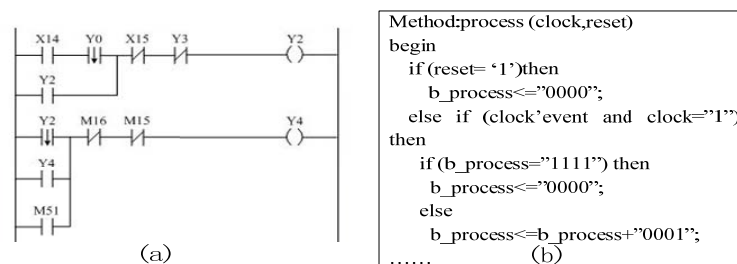 X14 Y0 X15 Y3 Y2
Y2
Y2 M16 M15 Y4
Y4
M51
(a)
Method:process (clock,reset)
begin
if (reset= ‘1’)then
b_process<=”0000”;
else if (clock’event and clock=”1”)
then
if (b_process=”1111”) then
b_process<=”0000”;
else
b_process<=b_process+”0001”;
......
(b)